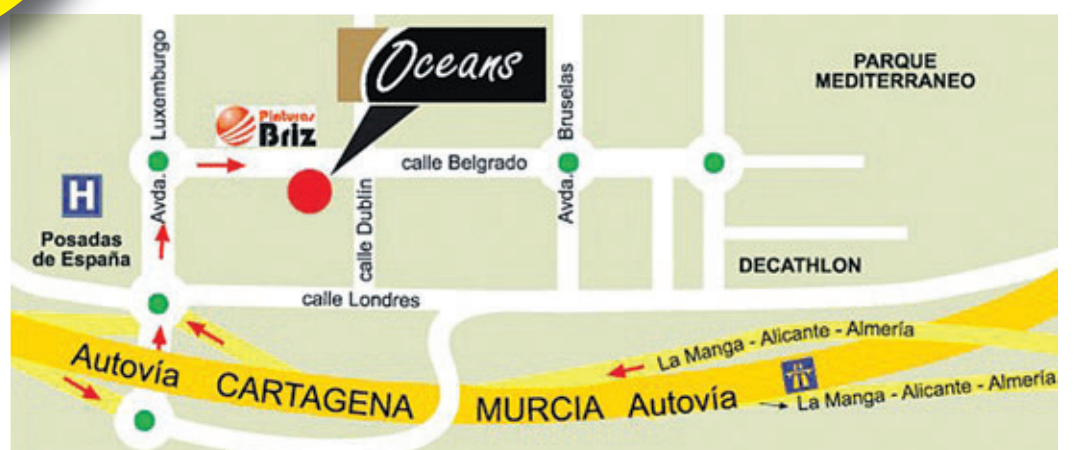 Oceans
Pinturas
Briz
PARQUE
MEDITERRANEO
Avda. Luxemburgo
calle Belgrado
Avda. Bruselas
H
Posadas
de España
calle Dublín
DECATHLON
calle Londres
La Manga - Alicante - Almería
Autovía CARTAGENA MURCIA Autovía
La Manga - Alicante - Almería